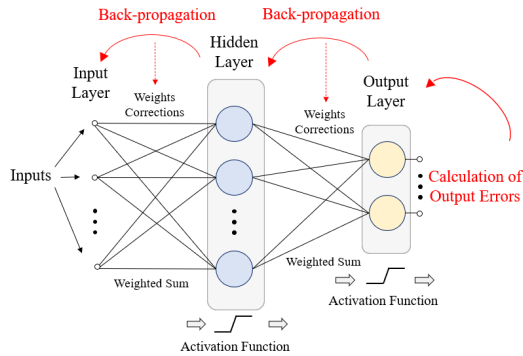 Back-propagation
Back-propagation
Hidden
Layer
Input
Layer
Output
Layer
Weights
Corrections
Weights
Corrections
Inputs
Calculation of
Output Errors
Weighted Sum
Weighted Sum
Activation Function
Activation Function